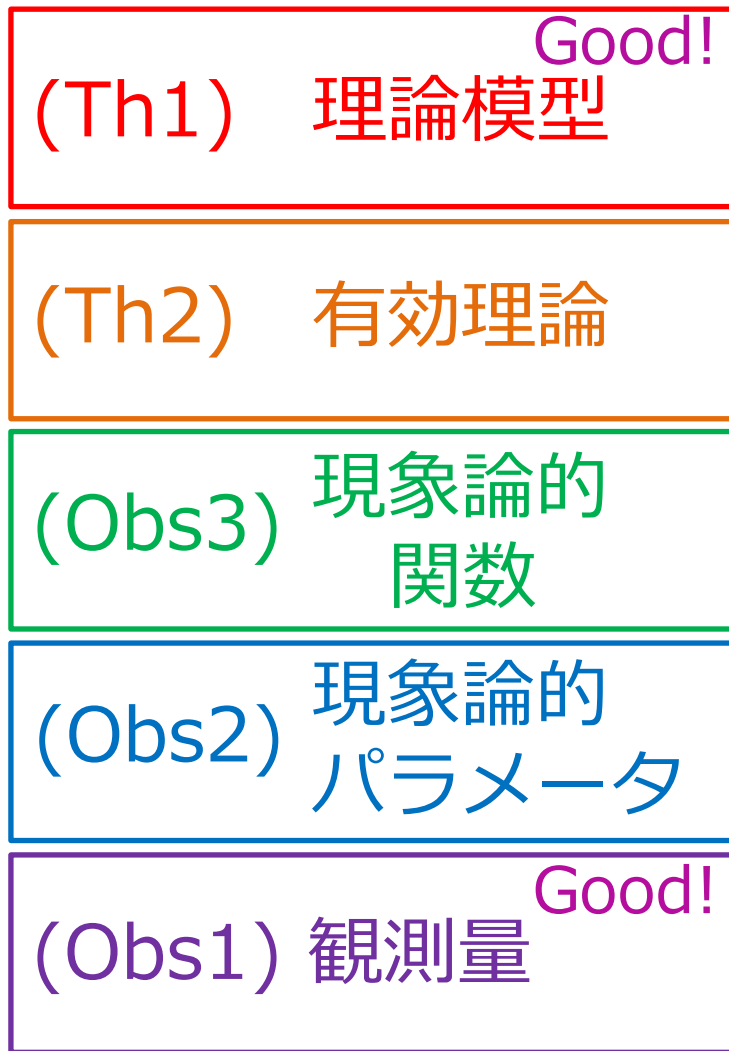 Good!
(Th1) 理論模型
(Th2) 有効理論
(Obs3) 現象論的
関数
(Obs2) 現象論的
パラメータ
Good!
(Obs1) 観測量